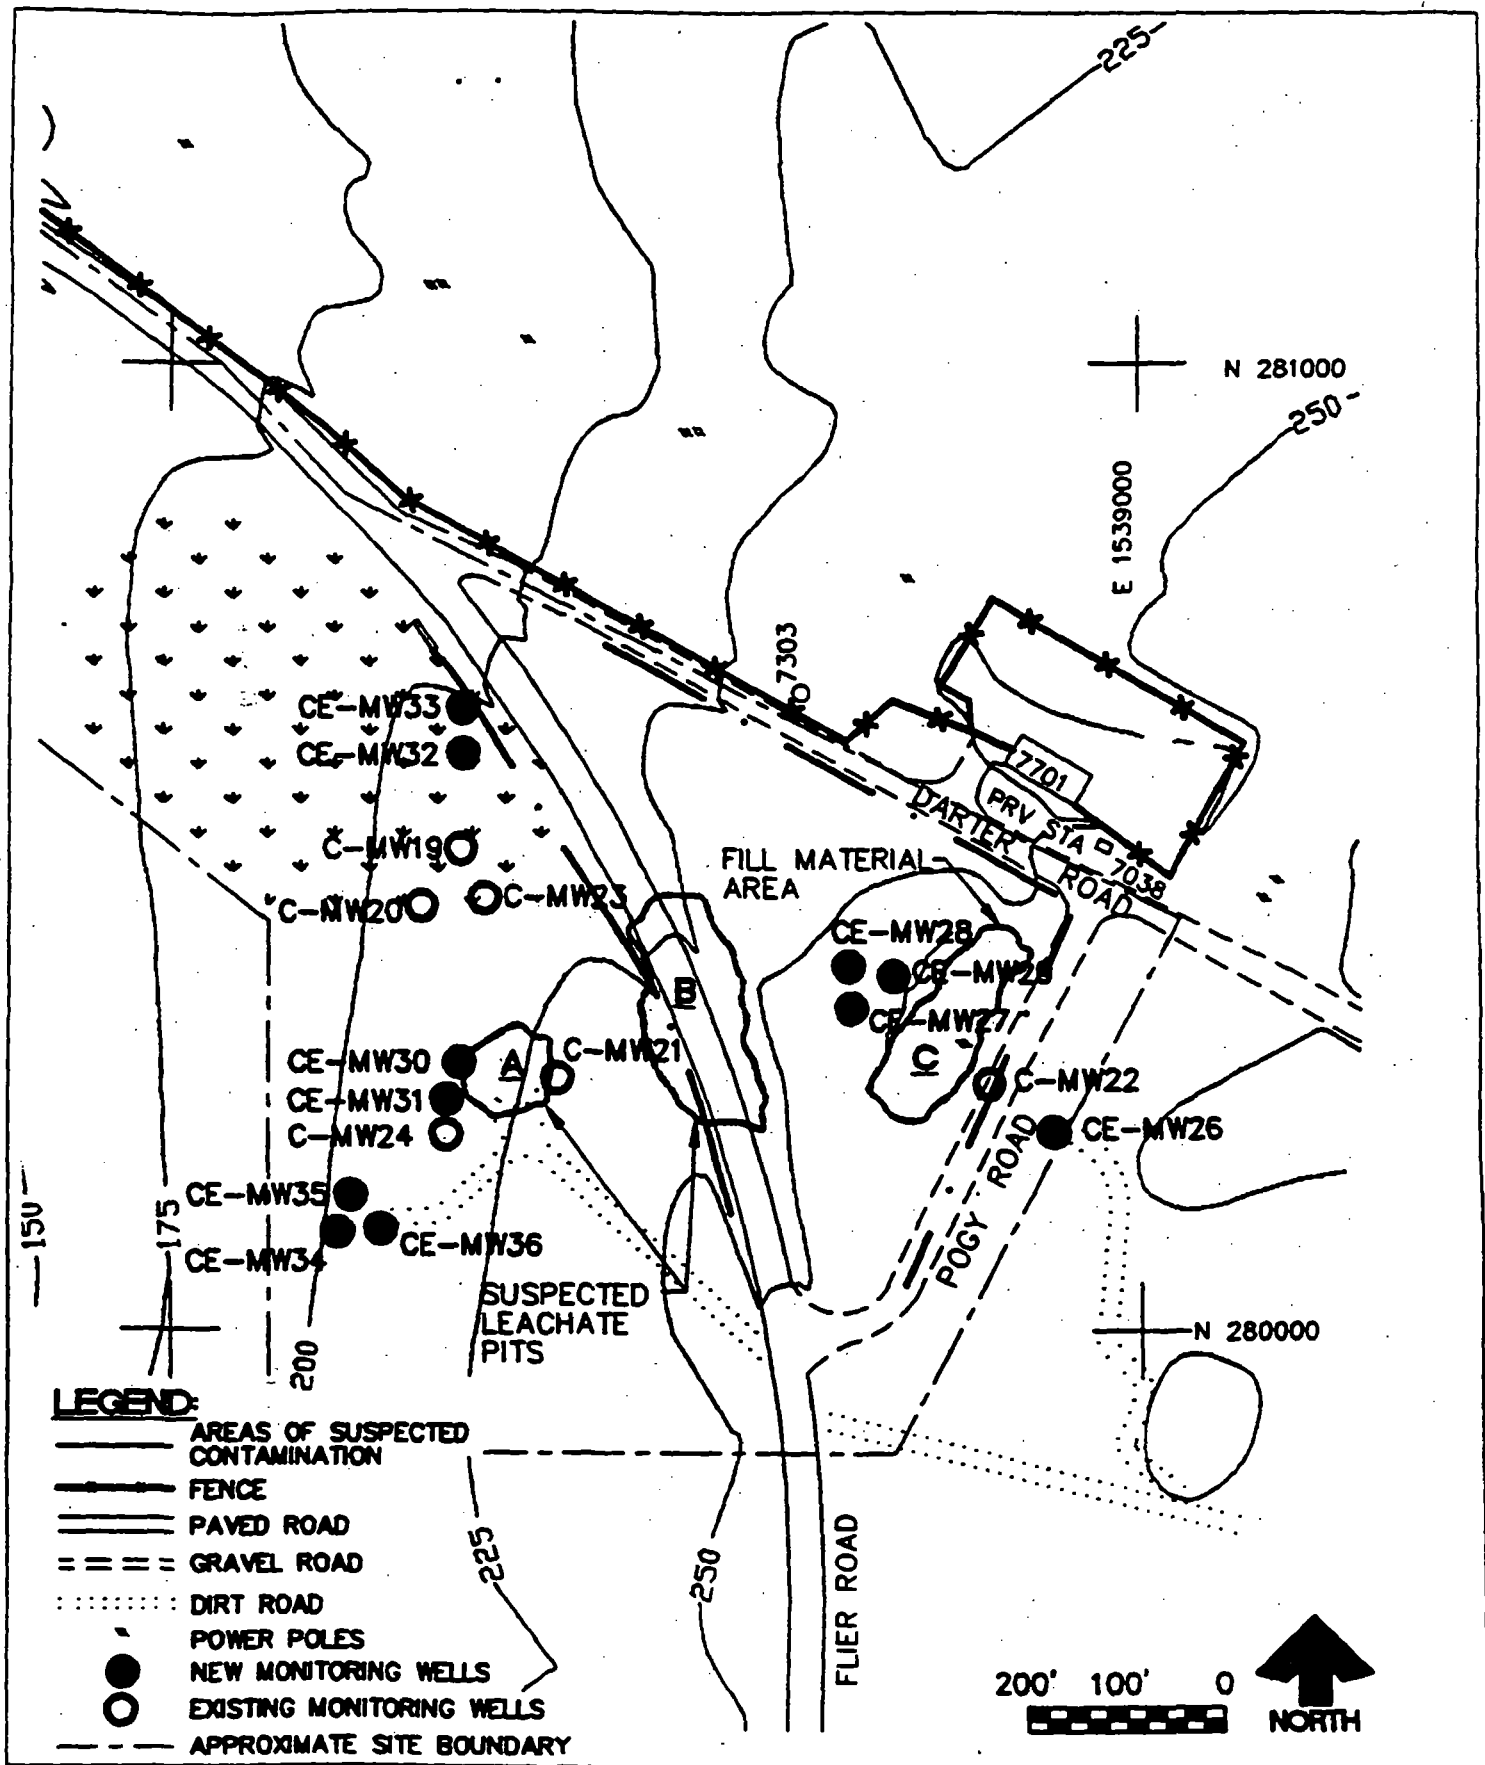 225
N 281000
250
E 1539000
7303
7701
PRV STA
7038
DARTER ROAD
CE-MW33
CE-MW32
C-MW19
C-MW20
C-MW23
FILL MATERIAL
AREA
CE-MW28
CE-MW27
B
A
C
C-MW21
CE-MW30
CE-MW31
C-MW24
C-MW22
CE-MW26
CE-MW35
CE-MW34
CE-MW36
POGY ROAD
150
175
200
SUSPECTED
LEACHATE
PITS
N 280000
225
250
FLIER ROAD
LEGEND:
AREAS OF SUSPECTED
CONTAMINATION
FENCE
PAVED ROAD
GRAVEL ROAD
DIRT ROAD
POWER POLES
NEW MONITORING WELLS
EXISTING MONITORING WELLS
APPROXIMATE SITE BOUNDARY
200' 100' 0
NORTH